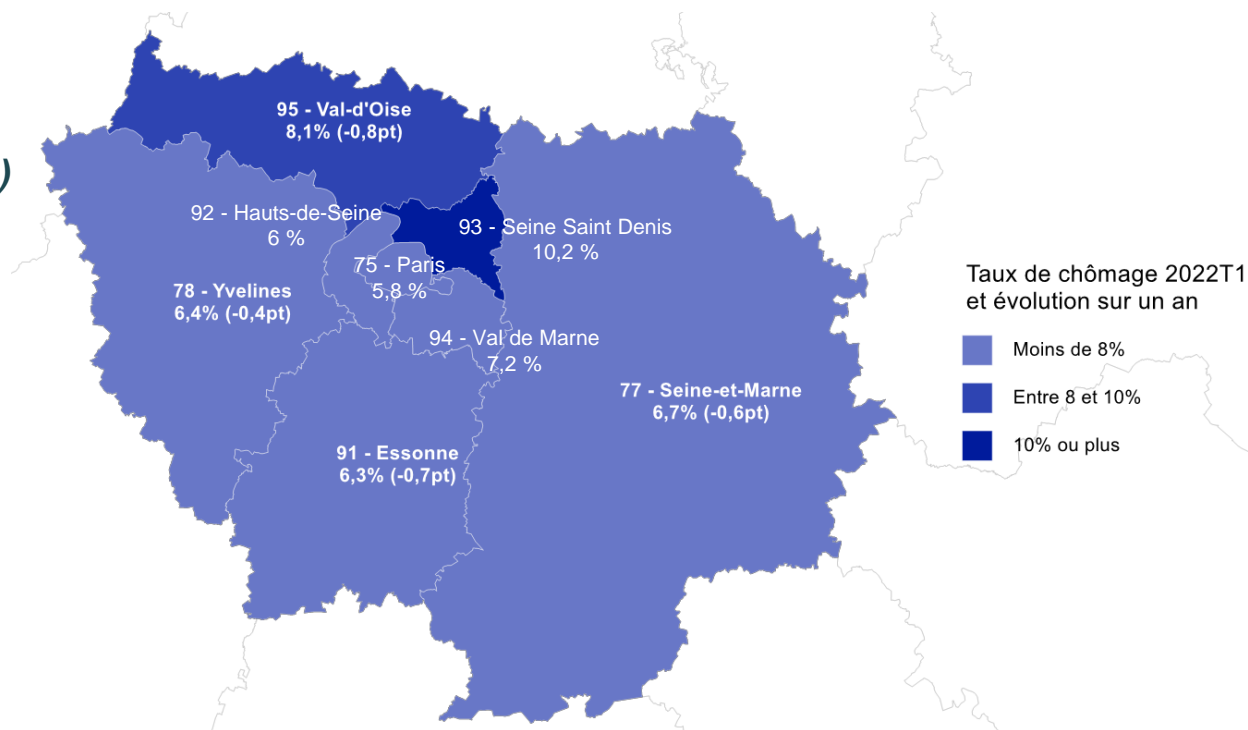 95 - Val-d'Oise
8,1% (-0,8pt)
)
92 - Hauts-de-Seine
6 %
93 - Seine Saint Denis
10,2 %
75 - Paris
5,8 %
78 - Yvelines
6,4% (-0,4pt)
94 - Val de Marne
7,2 %
77 - Seine-et-Marne
6,7% (-0,6pt)
91 - Essonne
6,3% (-0,7pt)
Taux de chômage 2022T1
et évolution sur un an
Moins de 8%
Entre 8 et 10%
10% ou plus